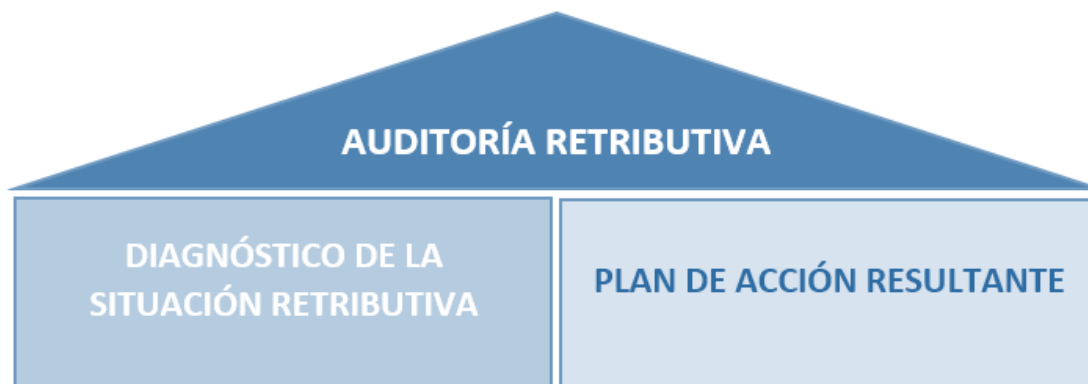 AUDITORÍA RETRIBUTIVA
DIAGNÓSTICO DE LA
SITUACIÓN RETRIBUTIVA
PLAN DE ACCIÓN RESULTANTE